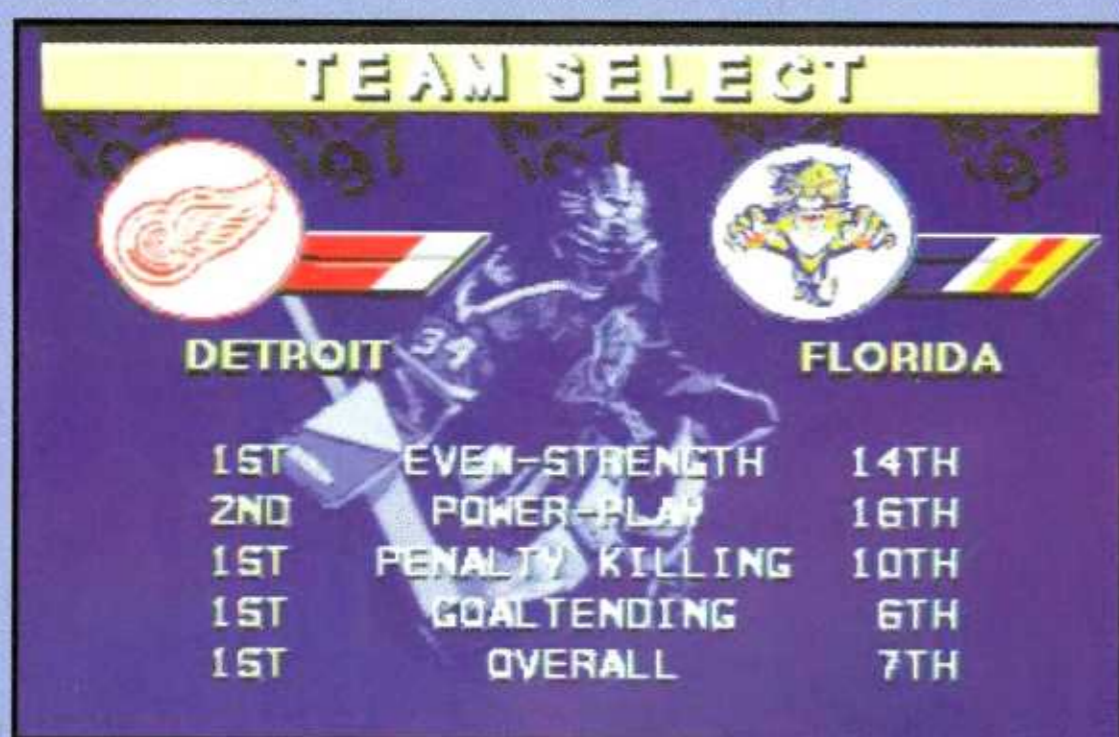 TEAM SELECT
DETROIT FLORIDA
34
1ST EVEN-STRENGTH 14TH
2ND POWER-PLAY 16TH
1ST PENALTY KILLING 10TH
1ST GOALTENDING 6TH
1ST OVERALL 7TH